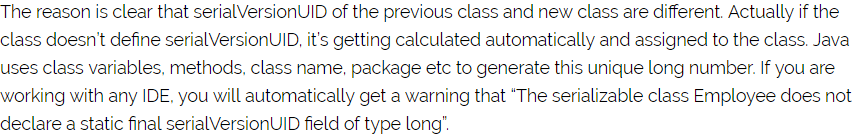 The reason is clear that serialVersionUID of the previous class and new class are different. Actually if the
class doesn’t define serialVersionUID, it’s getting calculated automatically and assigned to the class. Java
uses class variables, methods, class name, package etc to generate this unique long number. If you are
working with any IDE, you will automatically get a warning that “The serializable class Employee does not
declare a static final serialVersionUID field of type long”.